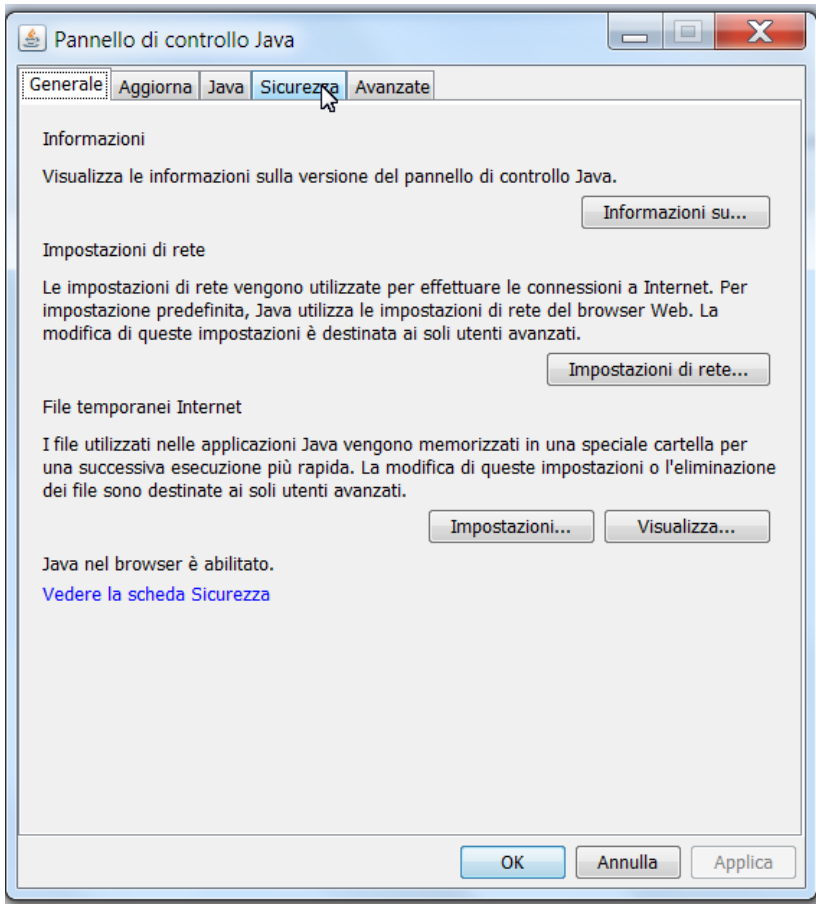 Pannello di controllo Java
Generale Aggiorna Java Sicurezza Avanzate
Informazioni
Visualizza le informazioni sulla versione del pannello di controllo Java.
Informazioni su...
Impostazioni di rete
Le impostazioni di rete vengono utilizzate per effettuare le connessioni a Internet. Per
impostazione predefinita, Java utilizza le impostazioni di rete del browser Web. La
modifica di queste impostazioni è destinata ai soli utenti avanzati.
Impostazioni di rete...
File temporanei Internet
I file utilizzati nelle applicazioni Java vengono memorizzati in una speciale cartella per
una successiva esecuzione più rapida. La modifica di queste impostazioni o l'eliminazione
dei file sono destinate ai soli utenti avanzati.
Impostazioni... Visualizza...
Java nel browser è abilitato.
Vedere la scheda Sicurezza
OK Annulla Applica